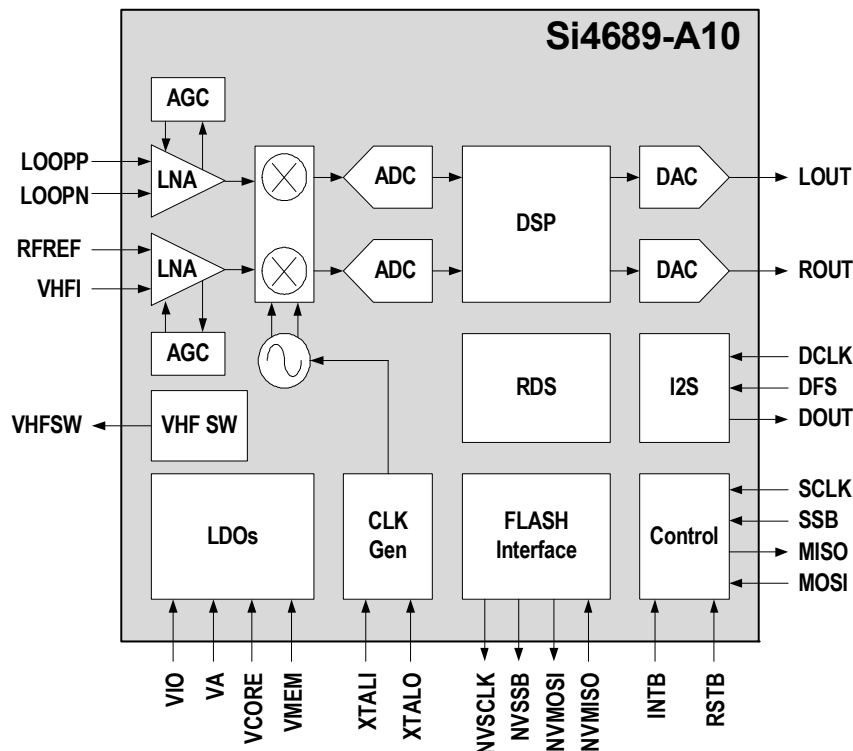 Si4689-A10
AGC
LOOPP
LOOPN
LNA
ADC
DSP
DAC
LOUT
RFREF
VHFI
LNA
ADC
DAC
ROUT
AGC
RDS
I2S
DCLK
DFS
DOUT
VHFSW
VHF SW
LDOs
CLK
Gen
FLASH
Interface
Control
SCLK
SSB
MISO
MOSI
VIO
VA
VCORE
VMEM
XTALI
XTALO
NVSCLK
NVSSB
NVMOSI
NVMISO
INTB
RSTB